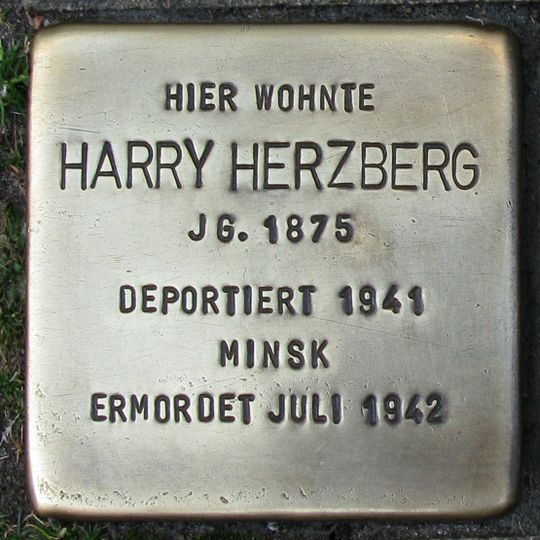 HIER WOHNTE
HARRY HERZBERG
JG. 1875
DEPORTIERT 1941
MINSK
ERMORDET JULI 1942